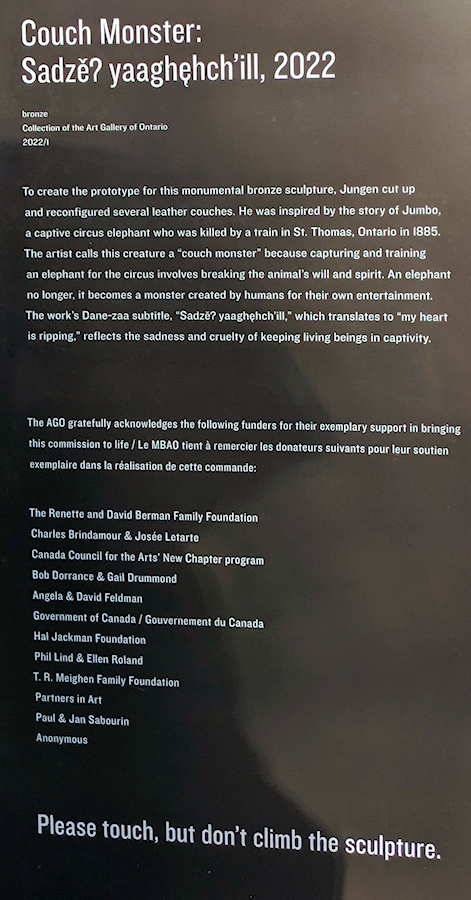 Couch Monster:
Sadzě? yaaghęhch’ill, 2022
bronze
Collection of the Art Gallery of Ontario
2022/1
To create the prototype for this monumental bronze sculpture, Jungen cut up
and reconfigured several leather couches. He was inspired by the story of Jumbo,
a captive circus elephant who was killed by a train in St. Thomas, Ontario in 1885.
The artist calls this creature a “couch monster” because capturing and training
an elephant for the circus involves breaking the animal’s will and spirit. An elephant
no longer, it becomes a monster created by humans for their own entertainment.
The work’s Dane-zaa subtitle, “Sadzě? yaaghęhch’ill,” which translates to “my heart
is ripping,” reflects the sadness and cruelty of keeping living beings in captivity.
The AGO gratefully acknowledges the following funders for their exemplary support in bringing
this commission to life / Le MBAO tient à remercier les donateurs suivants pour leur soutien
exemplaire dans la réalisation de cette commande:
The Renette and David Berman Family Foundation
Charles Brindamour & Josée Letarte
Canada Council for the Arts’ New Chapter program
Bob Dorrance & Gail Drummond
Angela & David Feldman
Government of Canada / Gouvernement du Canada
Hal Jackman Foundation
Phil Lind & Ellen Roland
T. R. Meighen Family Foundation
Partners in Art
Paul & Jan Sabourin
Anonymous
Please touch, but don’t climb the sculpture.